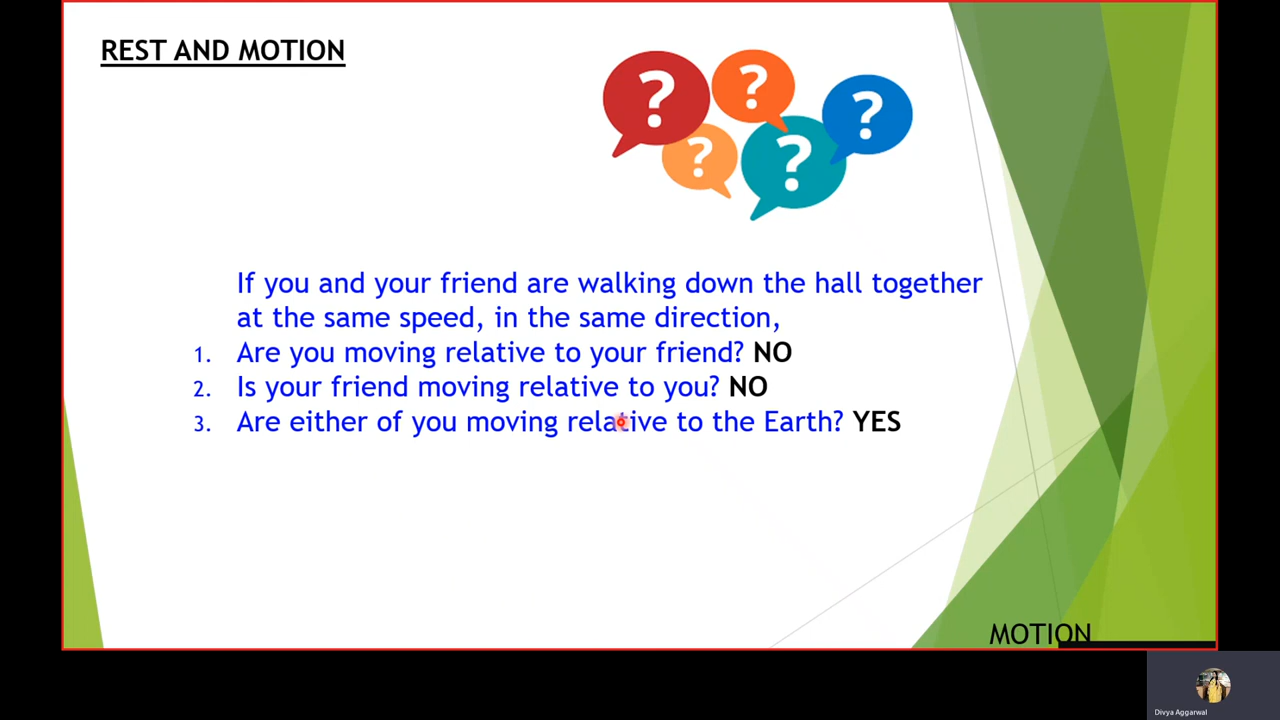 REST AND MOTION
? ? ? ? ?
If you and your friend are walking down the hall together
at the same speed, in the same direction,
1. Are you moving relative to your friend? NO
2. Is your friend moving relative to you? NO
3. Are either of you moving relative to the Earth? YES
MOTION
Divya Aggarwal